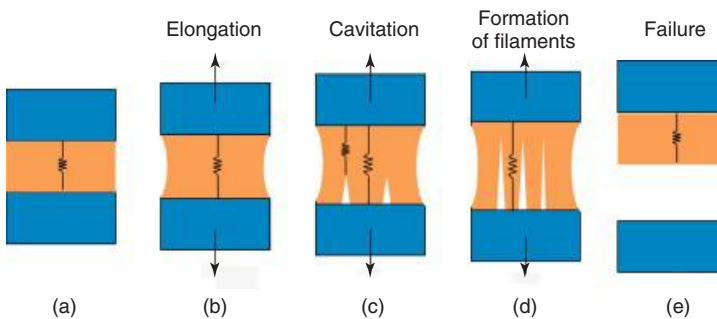 Elongation
Cavitation
Formation
of filaments
Failure
(a)
(b)
(c)
(d)
(e)